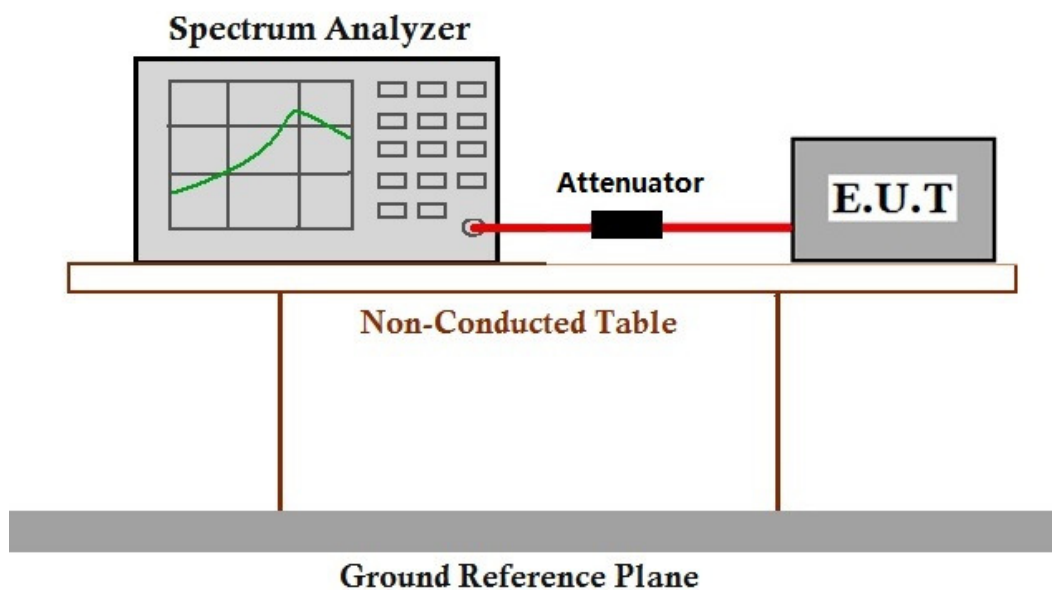 Spectrum Analyzer
Attenuator
E.U.T
Non-Conducted Table
Ground Reference Plane